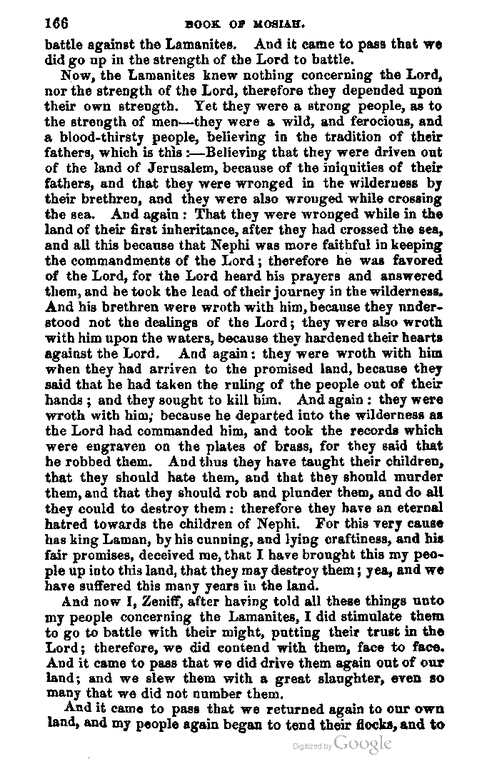 166 BOOK OF MOSIAH.
battle against the Lamanites. And it came to pass that we
did go up in the strength of the Lord to battle.
Now, the Lamanites knew nothing concerning the Lord,
nor the strength of the Lord, therefore they depended upon
their own strength. Yet they were a strong people, as to
the strength of men—they were a wild, and ferocious, and
a blood-thirsty people, believing in the tradition of their
fathers, which is this:—Believing that they were driven out
of the land of Jerusalem, because of the iniquities of their
fathers, and that they were wronged in the wilderness by
their brethren, and they were also wronged while crossing
the sea. And again: That they were wronged while in the
land of their first inheritance, after they had crossed the sea,
and all this because that Nephi was more faithful in keeping
the commandments of the Lord; therefore he was favored
of the Lord, for the Lord heard his prayers and answered
them, and he took the lead of their journey in the wilderness.
And his brethren were wroth with him, because they under-
stood not the dealings of the Lord; they were also wroth
with him upon the waters, because they hardened their hearts
against the Lord. And again: they were wroth with him
when they had arriven to the promised land, because they
said that he had taken the ruling of the people out of their
hands; and they sought to kill him. And again: they were
wroth with him, because he departed into the wilderness as
the Lord had commanded him, and took the records which
were engraven on the plates of brass, for they said that
he robbed them. And thus they have taught their children,
that they should hate them, and that they should murder
them, and that they should rob and plunder them, and do all
they could to destroy them: therefore they have an eternal
hatred towards the children of Nephi. For this very cause
has king Laman, by his cunning, and lying craftiness, and his
fair promises, deceived me, that I have brought this my peo-
ple up into this land, that they may destroy them; yea, and we
have suffered this many years in the land.
And now I, Zeniff, after having told all these things unto
my people concerning the Lamanites, I did stimulate them
to go to battle with their might, putting their trust in the
Lord; therefore, we did contend with them, face to face.
And it came to pass that we did drive them again out of our
land; and we slew them with a great slaughter, even so
many that we did not number them.
And it came to pass that we returned again to our own
land, and my people again began to tend their flocks, and to
Digitized by Google